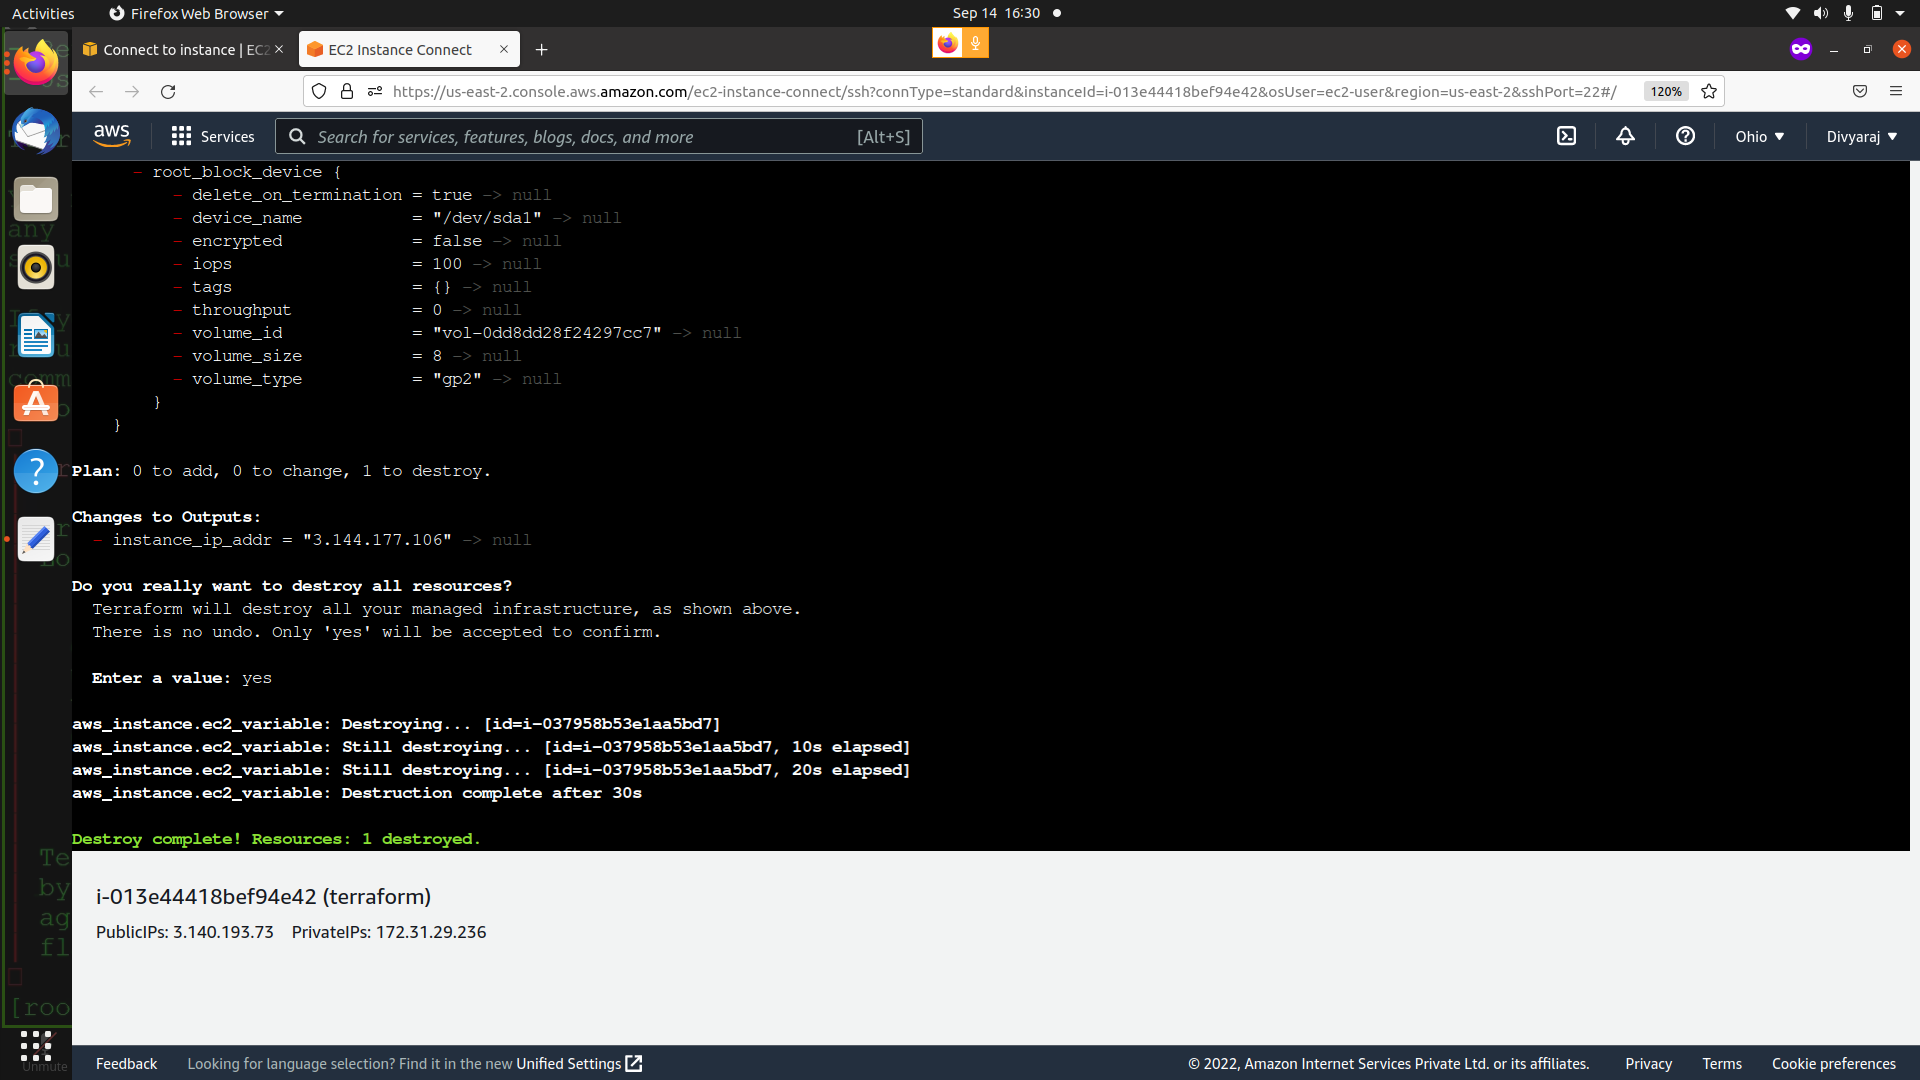 Activities
Firefox Web Browser
Sep 14 16:30
Connect to instance | EC2
EC2 Instance Connect
https://us-east-2.console.aws.amazon.com/ec2-instance-connect/ssh?connType=standard&instanceId=i-013e44418bef94e42&osUser=ec2-user&region=us-east-2&sshPort=22#/
120%
aws
Services
Search for services, features, blogs, docs, and more
[Alt+S]
Ohio
Divyaraj
- root_block_device {
- delete_on_termination = true -> null
- device_name = "/dev/sda1" -> null
- encrypted = false -> null
- iops = 100 -> null
- tags = {} -> null
- throughput = 0 -> null
- volume_id = "vol-0dd8dd28f24297cc7" -> null
- volume_size = 8 -> null
- volume_type = "gp2" -> null
}
}
Plan: 0 to add, 0 to change, 1 to destroy.
Changes to Outputs:
- instance_ip_addr = "3.144.177.106" -> null
Do you really want to destroy all resources?
Terraform will destroy all your managed infrastructure, as shown above.
There is no undo. Only 'yes' will be accepted to confirm.
Enter a value: yes
aws_instance.ec2_variable: Destroying... [id=i-037958b53e1aa5bd7]
aws_instance.ec2_variable: Still destroying... [id=i-037958b53e1aa5bd7, 10s elapsed]
aws_instance.ec2_variable: Still destroying... [id=i-037958b53e1aa5bd7, 20s elapsed]
aws_instance.ec2_variable: Destruction complete after 30s
Destroy complete! Resources: 1 destroyed.
any
comm
Te
by
ag
fl
[roo
Unmute
i-013e44418bef94e42 (terraform)
PublicIPs: 3.140.193.73 PrivateIPs: 172.31.29.236
Feedback
Looking for language selection? Find it in the new Unified Settings
© 2022, Amazon Internet Services Private Ltd. or its affiliates.
Privacy
Terms
Cookie preferences